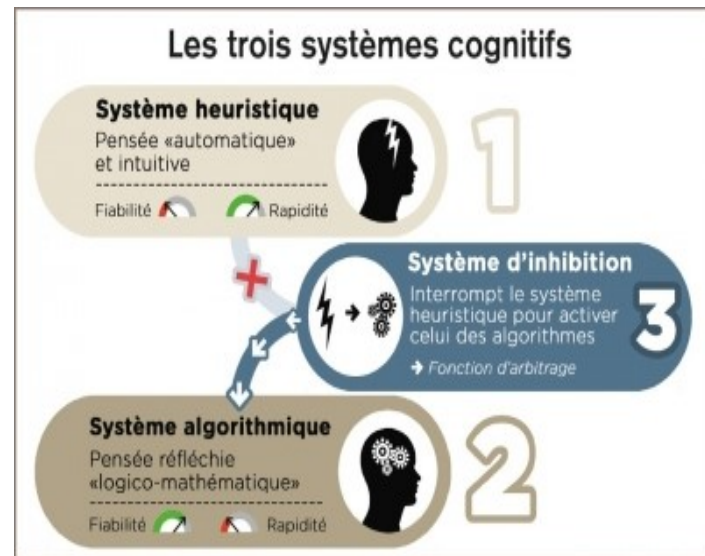 Les trois systèmes cognitifs
Système heuristique
Pensée «automatique»
et intuitive
Fiabilité Rapidité
1
Système d'inhibition
Interrompt le système
heuristique pour activer
celui des algorithmes
➔ Fonction d'arbitrage
3
Système algorithmique
Pensée réfléchie
«logico-mathématique»
Fiabilité Rapidité
2